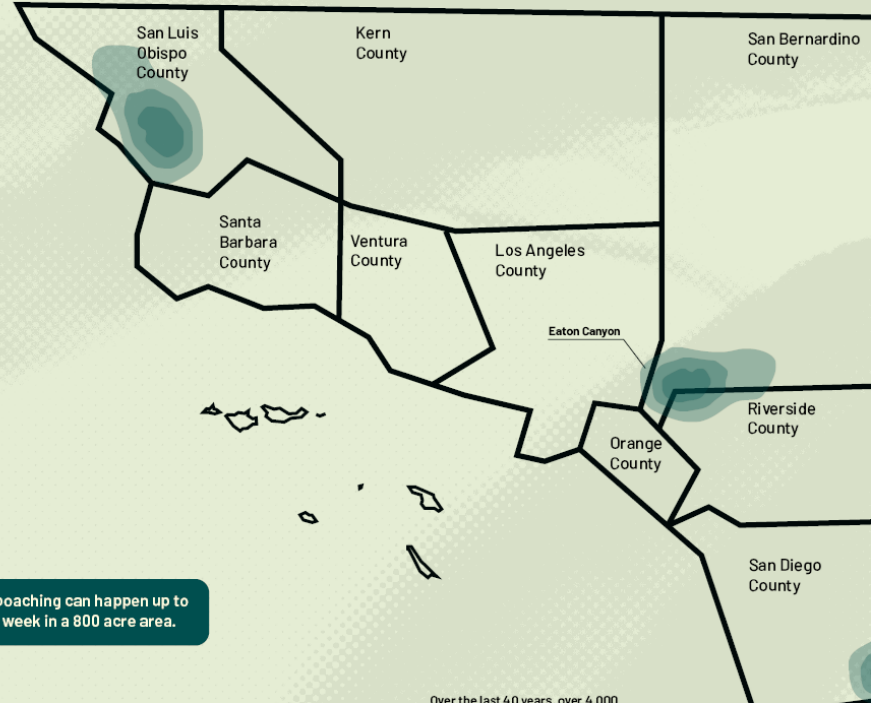 San Luis
Obispo
County
Kern
County
San Bernardino
County
Santa
Barbara
County
Ventura
County
Los Angeles
County
Eaton Canyon
Riverside
County
Orange
County
San Diego
County
poaching can happen up to
week in a 800 acre area.
Over the last 40 years, over 4,000